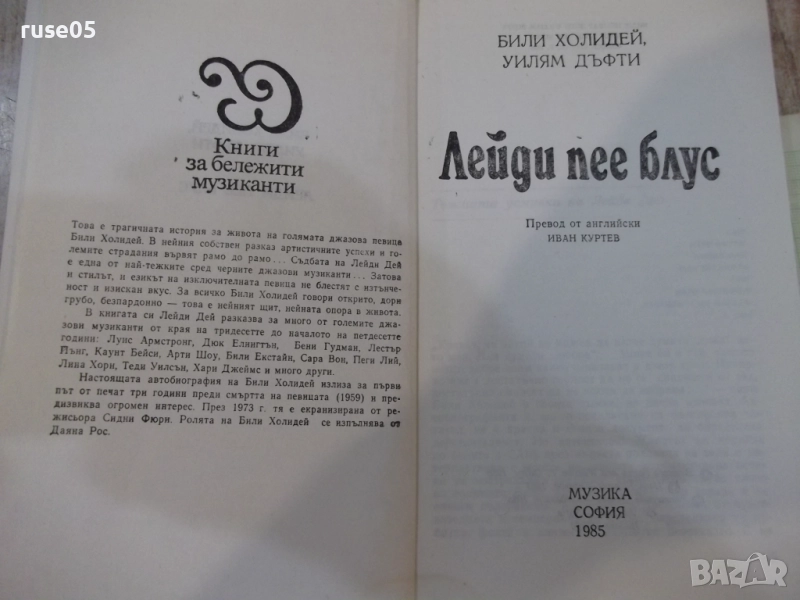 ruse05
Книги
за бележити
музиканти
Това е трагичната история за живота на голямата джазова певица
Били Холидей. В нейния собствен разказ артистичните успехи и го-
лемите страдания вървят рамо до рамо... Съдбата на Лейди Дей
е една от най-тежките сред черните джазови музиканти... Затова
и стилът, и езикът на изключителната певица не блестят с изтънче-
ност и изискан вкус. За всичко Били Холидей говори открито, дори
грубо, безпардонно — това е нейният щит, нейната опора в живота.
В книгата си Лейди Дей разказва за много от големите джа-
зови музиканти от края на тридесетте до началото на петдесетте
години: Луис Армстронг, Дюк Елингтън, Бени Гудман, Лестър
Йънг, Каунт Бейси, Арти Шоу, Били Екстайн, Сара Вон, Пеги Лий,
Лина Хорн, Теди Уилсън, Хари Джеймс и много други.
Настоящата автобиография на Били Холидей излиза за първи
път от печат три години преди смъртта на певицата (1959) и пре-
дизвиква огромен интерес. През 1973 г. тя е екранизирана от ре-
жисьора Сидни Фюри. Ролята на Били Холидей се изпълнява от
Даяна Рос.
БИЛИ ХОЛИДЕЙ,
УИЛЯМ ДЪФТИ
Лейди пее блус
Превод от английски
ИВАН КУРТЕВ
МУЗИКА
СОФИЯ
1985
BAZAR